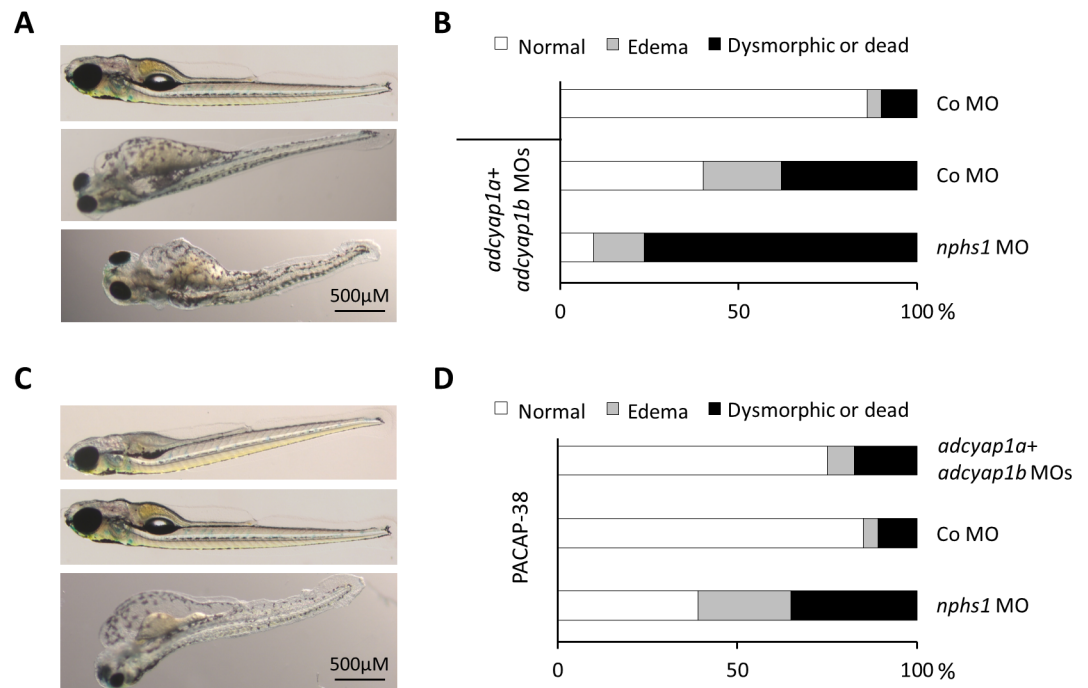 A
500µM
B
Normal Edema Dysmorphic or dead
Co MO
Co MO
nphs1 MO
adcyap1a+
adcyap1b MOs
0 50 100 %
C
500µM
D
Normal Edema Dysmorphic or dead
adcyap1a+
adcyap1b MOs
Co MO
nphs1 MO
PACAP-38
0 50 100 %